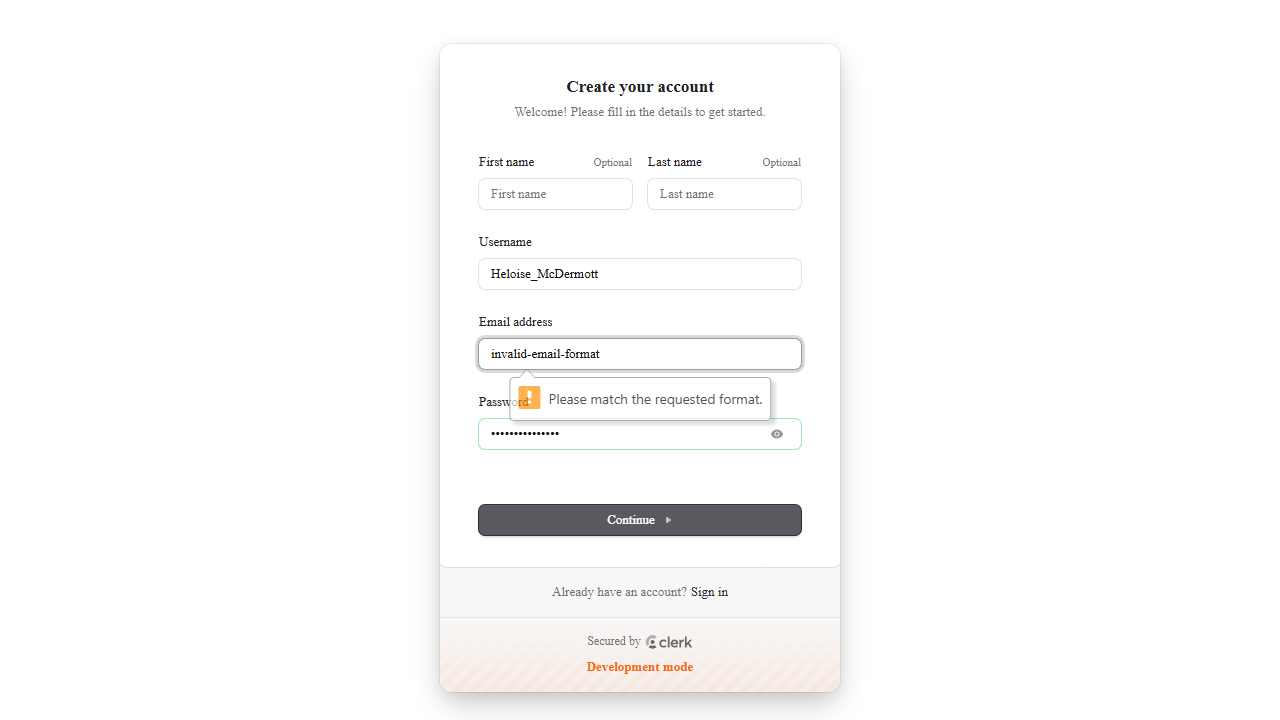 Create your account
Welcome! Please fill in the details to get started.
First name Optional Last name Optional
First name Last name
Username
Heloise_McDermott
Email address
invalid-email-format
Please match the requested format.
Password
•••••••••••••••
Continue
Already have an account? Sign in
Secured by clerk
Development mode